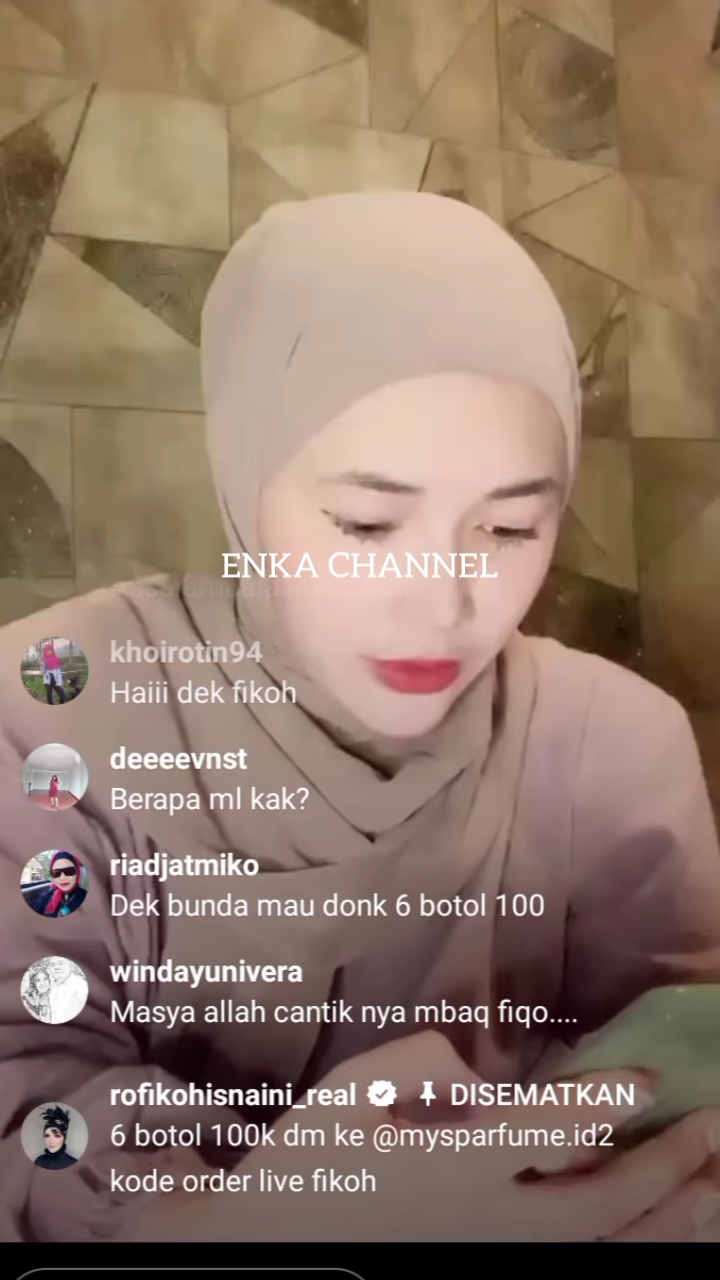 ENKA CHANNEL
khoirotin94
Haiii dek fikoh
deeeevnst
Berapa ml kak?
riadjatmiko
Dek bunda mau donk 6 botol 100
windayunivera
Masya allah cantik nya mbaq fiqo....
rofikohisnaini_real DISEMATKAN
6 botol 100k dm ke @mysparfume.id2
kode order live fikoh